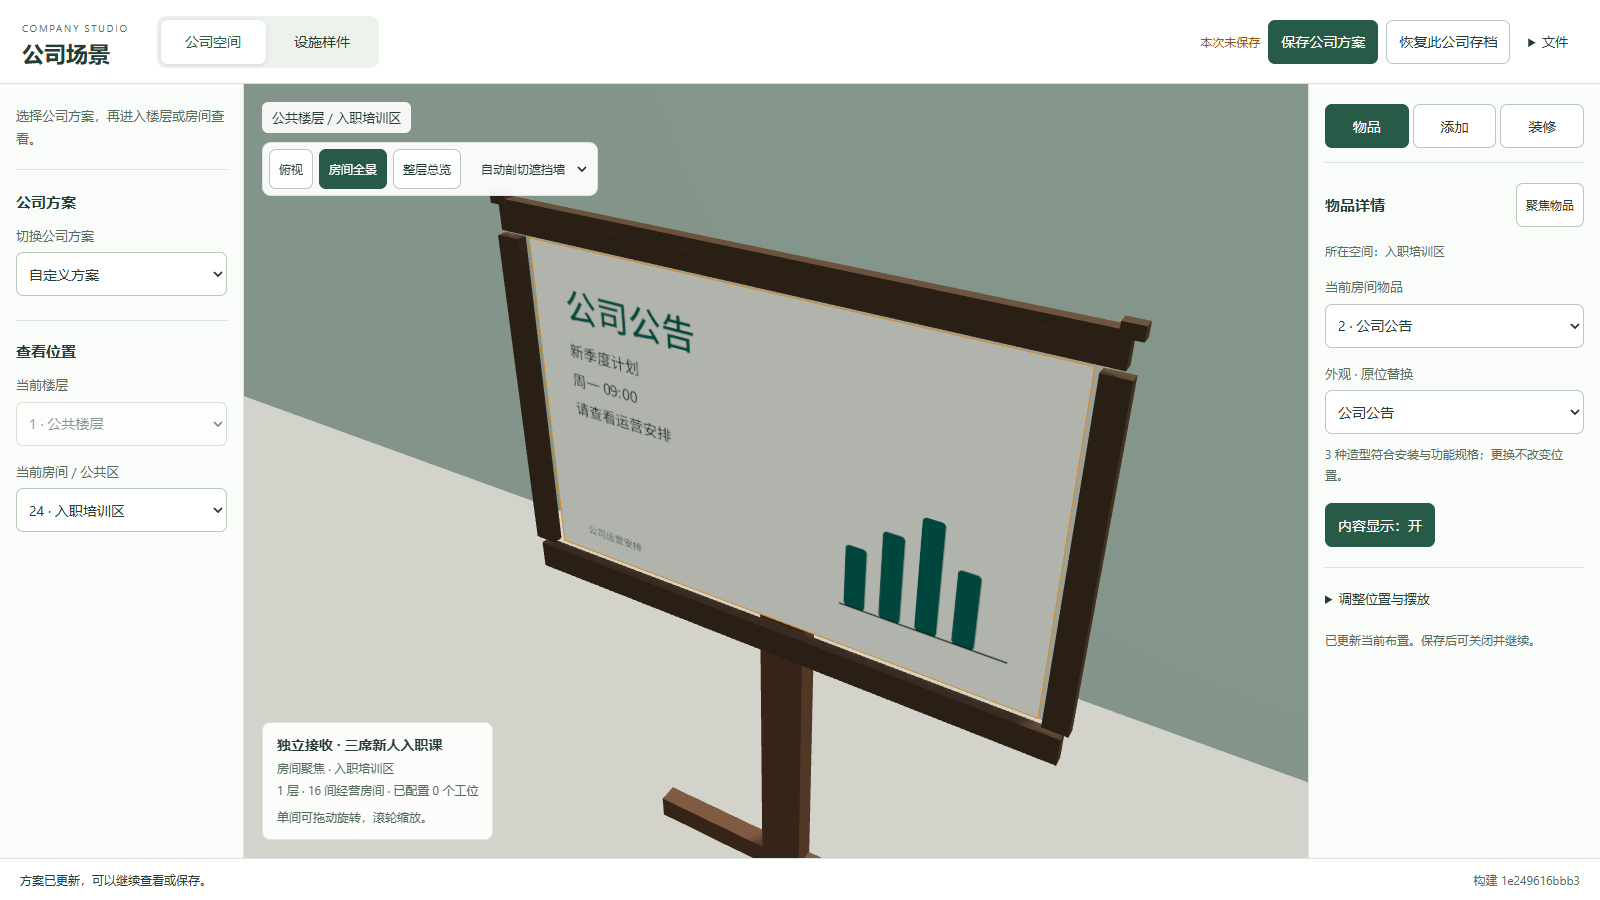 COMPANY STUDIO
公司场景
公司空间
设施样件
本次未保存
保存公司方案
恢复此公司存档
▶ 文件
选择公司方案，再进入楼层或房间查看。
公司方案
切换公司方案
自定义方案
查看位置
当前楼层
1 · 公共楼层
当前房间 / 公共区
24 · 入职培训区
公共楼层 / 入职培训区
俯视
房间全景
整层总览
自动剖切遮挡墙
公司公告
新季度计划
周一 09:00
请查看运营安排
公司运营安排
独立接收 · 三席新人入职课
房间聚焦 · 入职培训区
1 层 · 16 间经营房间 · 已配置 0 个工位
单间可拖动旋转，滚轮缩放。
物品
添加
装修
物品详情
聚焦物品
所在空间：入职培训区
当前房间物品
2 · 公司公告
外观 · 原位替换
公司公告
3 种造型符合安装与功能规格；更换不改变位置。
内容显示：开
▶ 调整位置与摆放
已更新当前布置。保存后可关闭并继续。
方案已更新，可以继续查看或保存。
构建 1e249616bbb3